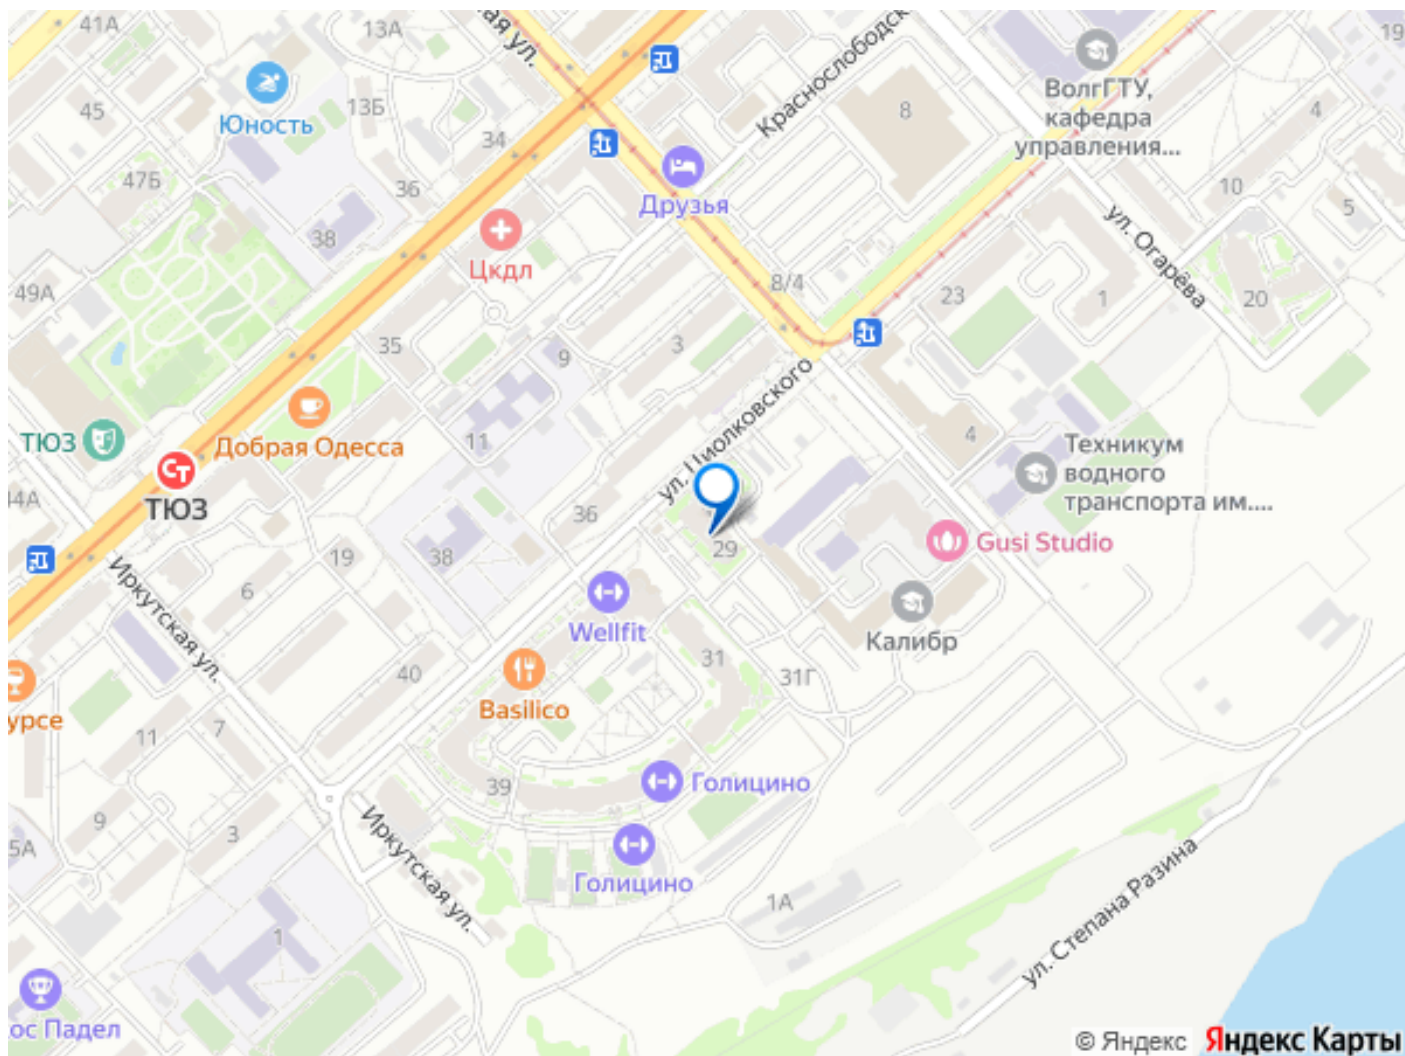 41А
13А
ая ул.
Краснослободск
19
ВолгГТУ,
кафедра
управления...
45
Юность
13Б
34
8
4
47Б
36
Друзья
10
5
ул. Огарёва
38
Цкдл
49А
8/4
23
1
20
35
9
3
ул. Циолковского
Добрая Одесса
ТЮЗ
11
4
Техникум
водного
транспорта им....
44А
СТ
ТЮЗ
36
29
Gusi Studio
19
38
Иркутская ул.
6
Wellfit
Калибр
31
31Г
40
Basilico
урсе
7
11
39
Голицино
9
3
Иркутская ул.
5А
Голицино
1А
ул. Степана Разина
1
ос Падел
© Яндекс Яндекс Карты